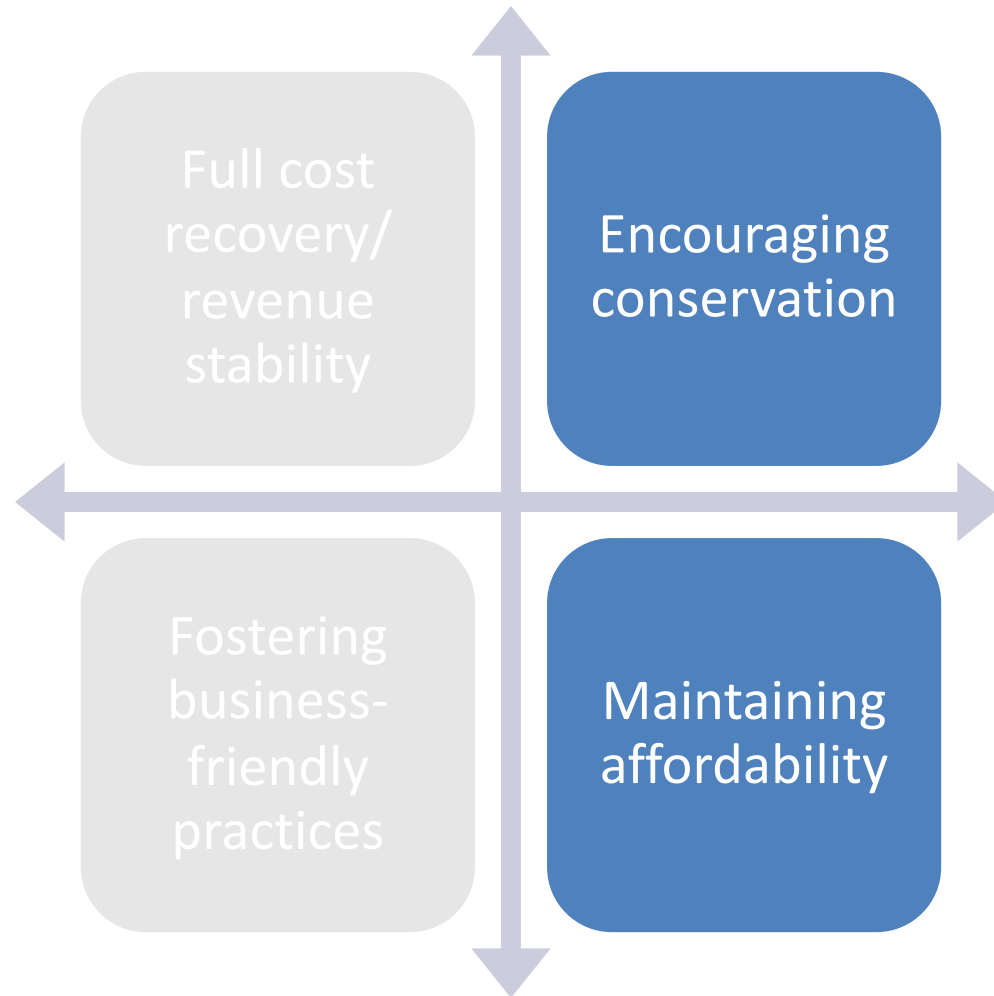 Full cost
recovery/
revenue
stability
Encouraging
conservation
Fostering
business-
friendly
practices
Maintaining
affordability